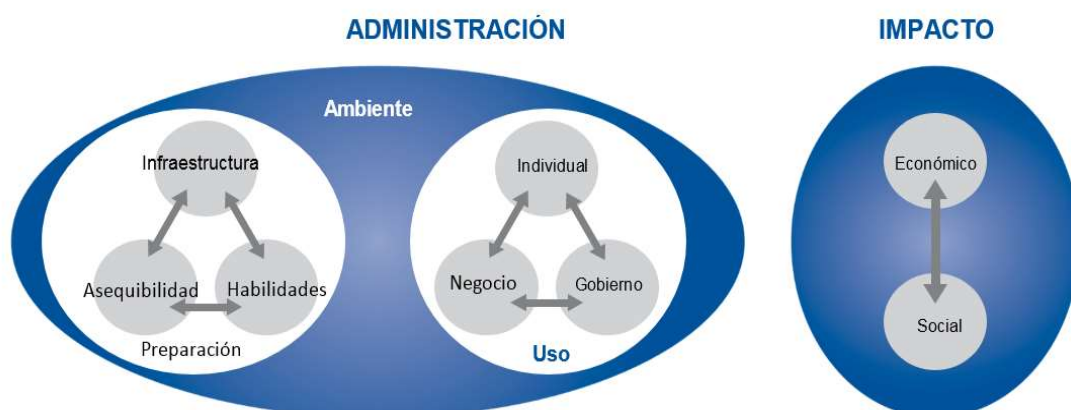 ADMINISTRACIÓN
IMPACTO
Ambiente
Infraestructura
Asequibilidad
Habilidades
Preparación
Individual
Negocio
Gobierno
Uso
Económico
Social